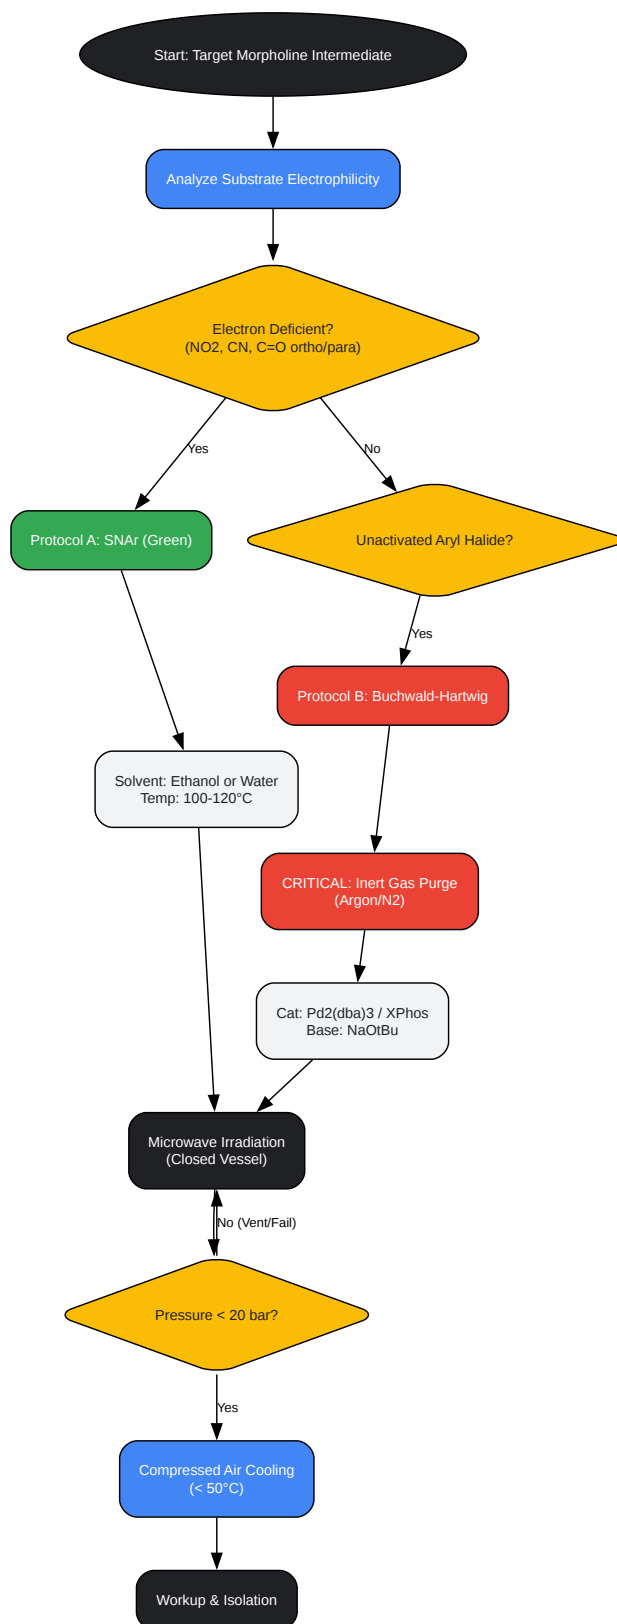 Start: Target Morpholine Intermediate
Analyze Substrate Electrophilicity
Electron Deficient?
(NO2, CN, C=O ortho/para)
Yes
No
Protocol A: SNAr (Green)
Unactivated Aryl Halide?
Yes
Protocol B: Buchwald-Hartwig
Solvent: Ethanol or Water
Temp: 100-120°C
CRITICAL: Inert Gas Purge
(Argon/N2)
Cat: Pd2(dba)3 / XPhos
Base: NaOtBu
Microwave Irradiation
(Closed Vessel)
No (Vent/Fail)
Pressure < 20 bar?
Yes
Compressed Air Cooling
(< 50°C)
Workup & Isolation